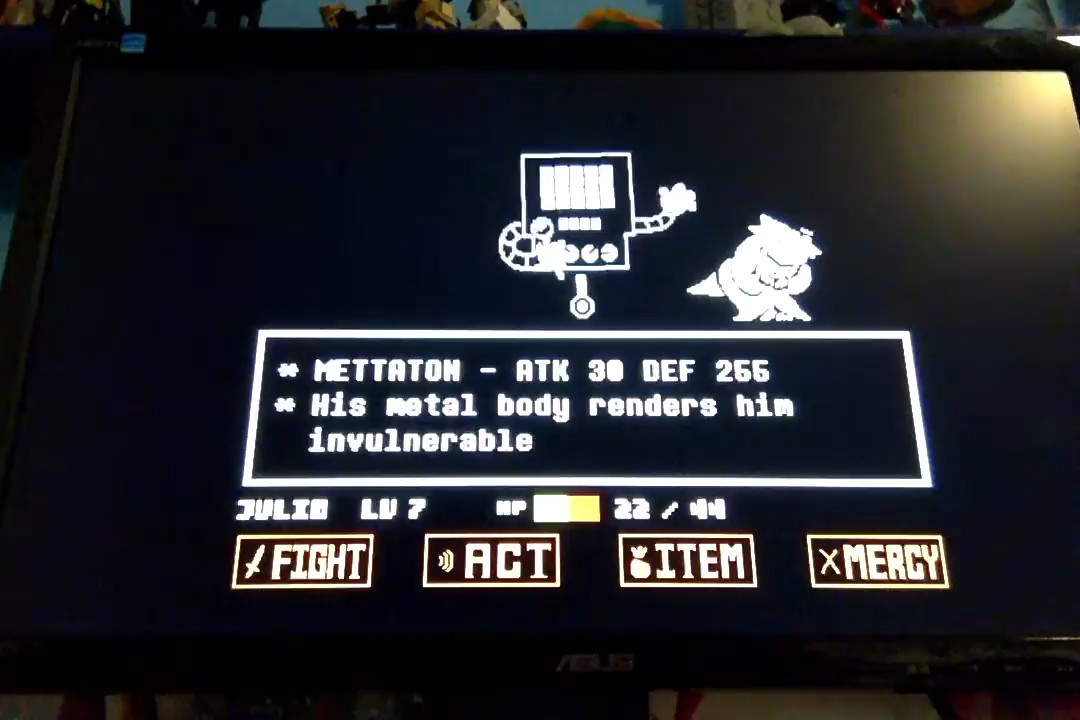 * METTATON - ATK 30 DEF 255
* His metal body renders him
invulnerable
JULIO LV 7 HP 22 / 44
FIGHT ACT ITEM MERCY
ASUS